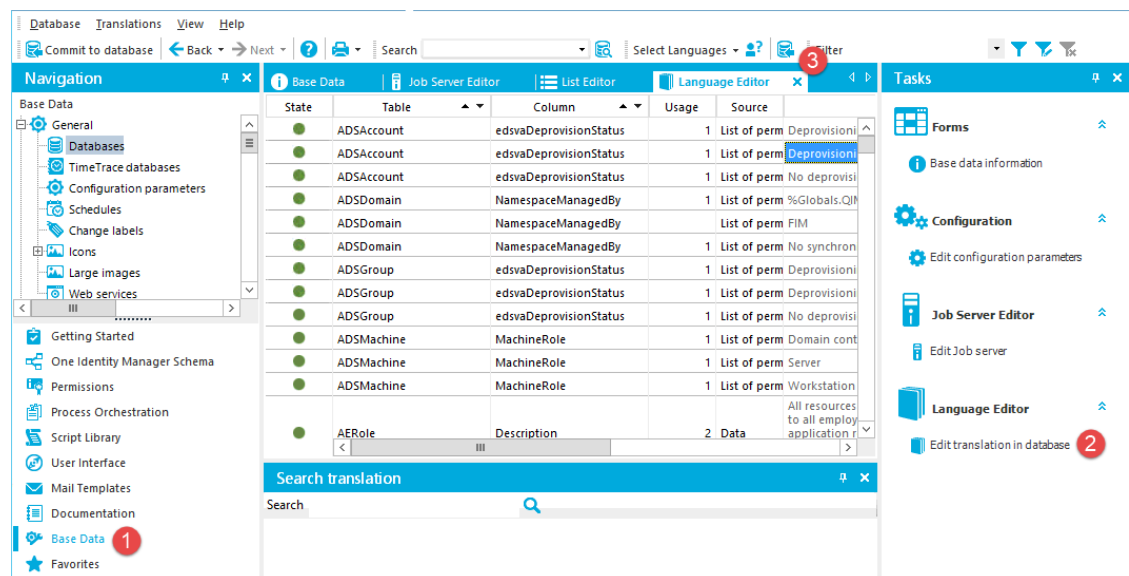 Database Translations View Help
Commit to database Back Next Search Select Languages Filter
3
Navigation
Base Data
General
Databases
TimeTrace databases
Configuration parameters
Schedules
Change labels
Icons
Large images
Web services
Getting Started
One Identity Manager Schema
Permissions
Process Orchestration
Script Library
User Interface
Mail Templates
Documentation
Base Data 1
Favorites
Base Data Job Server Editor List Editor Language Editor
State Table Column Usage Source
ADSAccount edsvaDeprovisionStatus 1 List of perm Deprovisioni
ADSAccount edsvaDeprovisionStatus 1 List of perm Deprovisioni
ADSAccount edsvaDeprovisionStatus 1 List of perm No deprovisi
ADSDomain NamespaceManagedBy 1 List of perm %Globals.QIM
ADSDomain NamespaceManagedBy List of perm FIM
ADSDomain NamespaceManagedBy 1 List of perm No synchron
ADSGroup edsvaDeprovisionStatus 1 List of perm Deprovisioni
ADSGroup edsvaDeprovisionStatus 1 List of perm Deprovisioni
ADSGroup edsvaDeprovisionStatus 1 List of perm No deprovisi
ADSMachine MachineRole 1 List of perm Domain cont
ADSMachine MachineRole 1 List of perm Server
ADSMachine MachineRole 1 List of perm Workstation
All resources
to all employ
AERole Description 2 Data application r
Search translation
Search
Tasks
Forms
Base data information
Configuration
Edit configuration parameters
Job Server Editor
Edit Job server
Language Editor
Edit translation in database 2